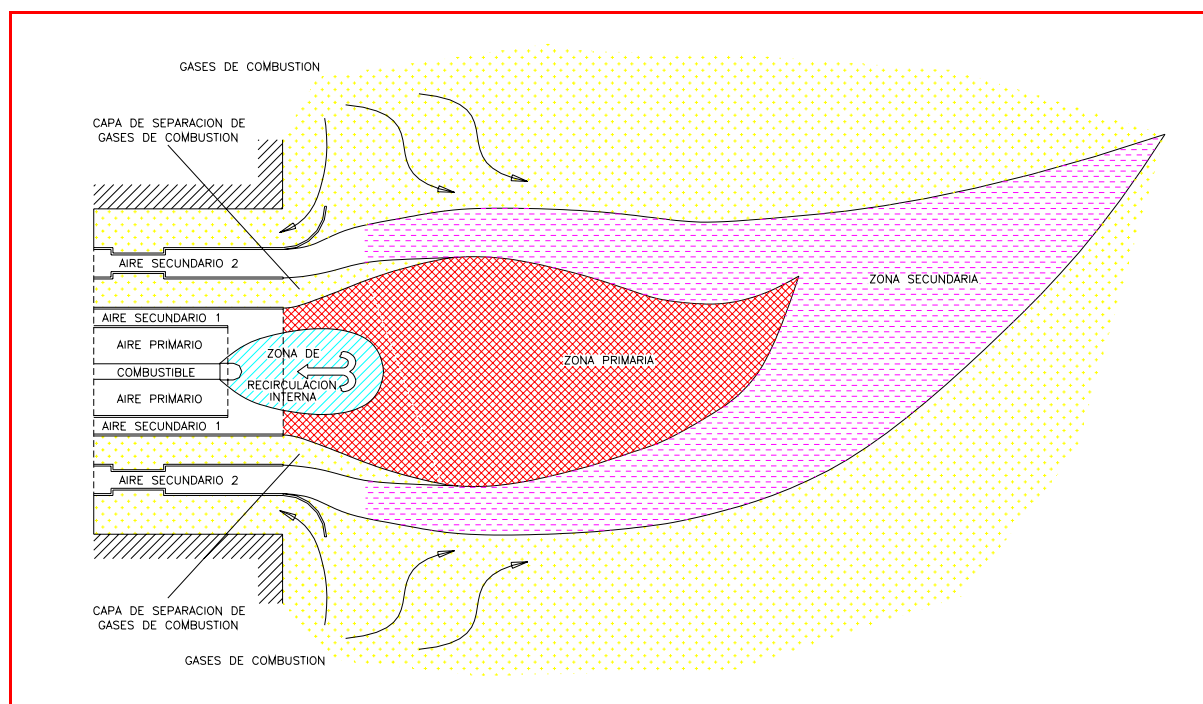 GASES DE COMBUSTION
CAPA DE SEPARACION DE
GASES DE COMBUSTION
AIRE SECUNDARIO 2
AIRE SECUNDARIO 1
AIRE PRIMARIO
COMBUSTIBLE
AIRE PRIMARIO
AIRE SECUNDARIO 1
AIRE SECUNDARIO 2
ZONA DE
RECIRCULACION
INTERNA
ZONA PRIMARIA
ZONA SECUNDARIA
CAPA DE SEPARACION DE
GASES DE COMBUSTION
GASES DE COMBUSTION